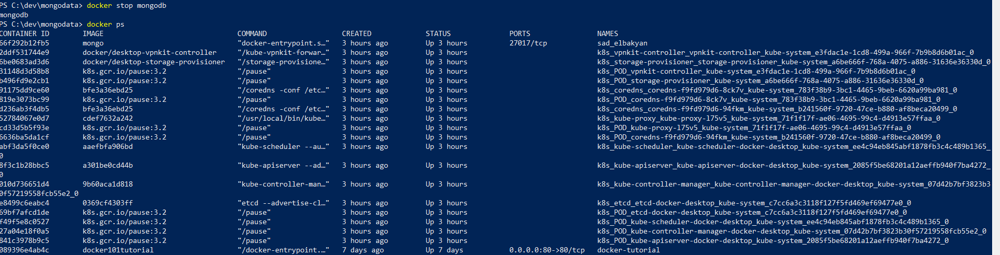 PS C:\dev\mongodata> docker stop mongodb
mongodb
PS C:\dev\mongodata> docker ps
CONTAINER ID IMAGE COMMAND CREATED STATUS PORTS NAMES
66f292b12fb5 mongo "docker-entrypoint.s…" 3 hours ago Up 3 hours 27017/tcp sad_elbakyan
2ddf531744e9 docker/desktop-vpnkit-controller "/kube-vpnkit-forwar…" 3 hours ago Up 3 hours k8s_vpnkit-controller_vpnkit-controller_kube-system_e3fdac1e-1cd8-499a-966f-7b9b8d6b01ac_0
6be0683ad3d6 docker/desktop-storage-provisioner "/storage-provisione…" 3 hours ago Up 3 hours k8s_storage-provisioner_storage-provisioner_kube-system_a6be666f-768a-4075-a886-31636e36330d_0
31148d3d58b8 k8s.gcr.io/pause:3.2 "/pause" 3 hours ago Up 3 hours k8s_POD_vpnkit-controller_kube-system_e3fdac1e-1cd8-499a-966f-7b9b8d6b01ac_0
b496fd9e2cb1 k8s.gcr.io/pause:3.2 "/pause" 3 hours ago Up 3 hours k8s_POD_storage-provisioner_kube-system_a6be666f-768a-4075-a886-31636e36330d_0
91175dd9ce60 bfe3a36ebd25 "/coredns -conf /etc…" 3 hours ago Up 3 hours k8s_coredns_coredns-f9fd979d6-8ck7v_kube-system_783f38b9-3bc1-4465-9beb-6620a99ba981_0
819e3073bc99 k8s.gcr.io/pause:3.2 "/pause" 3 hours ago Up 3 hours k8s_POD_coredns-f9fd979d6-8ck7v_kube-system_783f38b9-3bc1-4465-9beb-6620a99ba981_0
d236ab3f4db5 bfe3a36ebd25 "/coredns -conf /etc…" 3 hours ago Up 3 hours k8s_coredns_coredns-f9fd979d6-94fkm_kube-system_b241560f-9720-47ce-b880-af8beca20499_0
52784067e0d7 cdef7632a242 "/usr/local/bin/kube…" 3 hours ago Up 3 hours k8s_kube-proxy_kube-proxy-l75v5_kube-system_71f1f17f-ae06-4695-99c4-d4913e57ffaa_0
cd33d5b5f93e k8s.gcr.io/pause:3.2 "/pause" 3 hours ago Up 3 hours k8s_POD_kube-proxy-l75v5_kube-system_71f1f17f-ae06-4695-99c4-d4913e57ffaa_0
6636ba5da1cf k8s.gcr.io/pause:3.2 "/pause" 3 hours ago Up 3 hours k8s_POD_coredns-f9fd979d6-94fkm_kube-system_b241560f-9720-47ce-b880-af8beca20499_0
abf3da5f0ce0 aaefbfa906bd "kube-scheduler --au…" 3 hours ago Up 3 hours k8s_kube-scheduler_kube-scheduler-docker-desktop_kube-system_ee4c94eb845abf1878fb3c4c489b1365_
0
8f3c1b28bbc5 a301be0cd44b "kube-apiserver --ad…" 3 hours ago Up 3 hours k8s_kube-apiserver_kube-apiserver-docker-desktop_kube-system_2085f5be68201a12aeffb940f7ba4272_
0
010d736651d4 9b60aca1d818 "kube-controller-man…" 3 hours ago Up 3 hours k8s_kube-controller-manager_kube-controller-manager-docker-desktop_kube-system_07d42b7bf3823b3
0f57219558fcb55e2_0
e8499c6eabc4 0369cf4303ff "etcd --advertise-cl…" 3 hours ago Up 3 hours k8s_etcd_etcd-docker-desktop_kube-system_c7cc6a3c3118f127f5fd469ef69477e0_0
69bf7afcd1de k8s.gcr.io/pause:3.2 "/pause" 3 hours ago Up 3 hours k8s_POD_etcd-docker-desktop_kube-system_c7cc6a3c3118f127f5fd469ef69477e0_0
f49f5e8c0527 k8s.gcr.io/pause:3.2 "/pause" 3 hours ago Up 3 hours k8s_POD_kube-scheduler-docker-desktop_kube-system_ee4c94eb845abf1878fb3c4c489b1365_0
27a04e18f0a5 k8s.gcr.io/pause:3.2 "/pause" 3 hours ago Up 3 hours k8s_POD_kube-controller-manager-docker-desktop_kube-system_07d42b7bf3823b30f57219558fcb55e2_0
841c3978b9c5 k8s.gcr.io/pause:3.2 "/pause" 3 hours ago Up 3 hours k8s_POD_kube-apiserver-docker-desktop_kube-system_2085f5be68201a12aeffb940f7ba4272_0
089396e4ab4c docker101tutorial "/docker-entrypoint.…" 7 days ago Up 7 days 0.0.0.0:80->80/tcp docker-tutorial